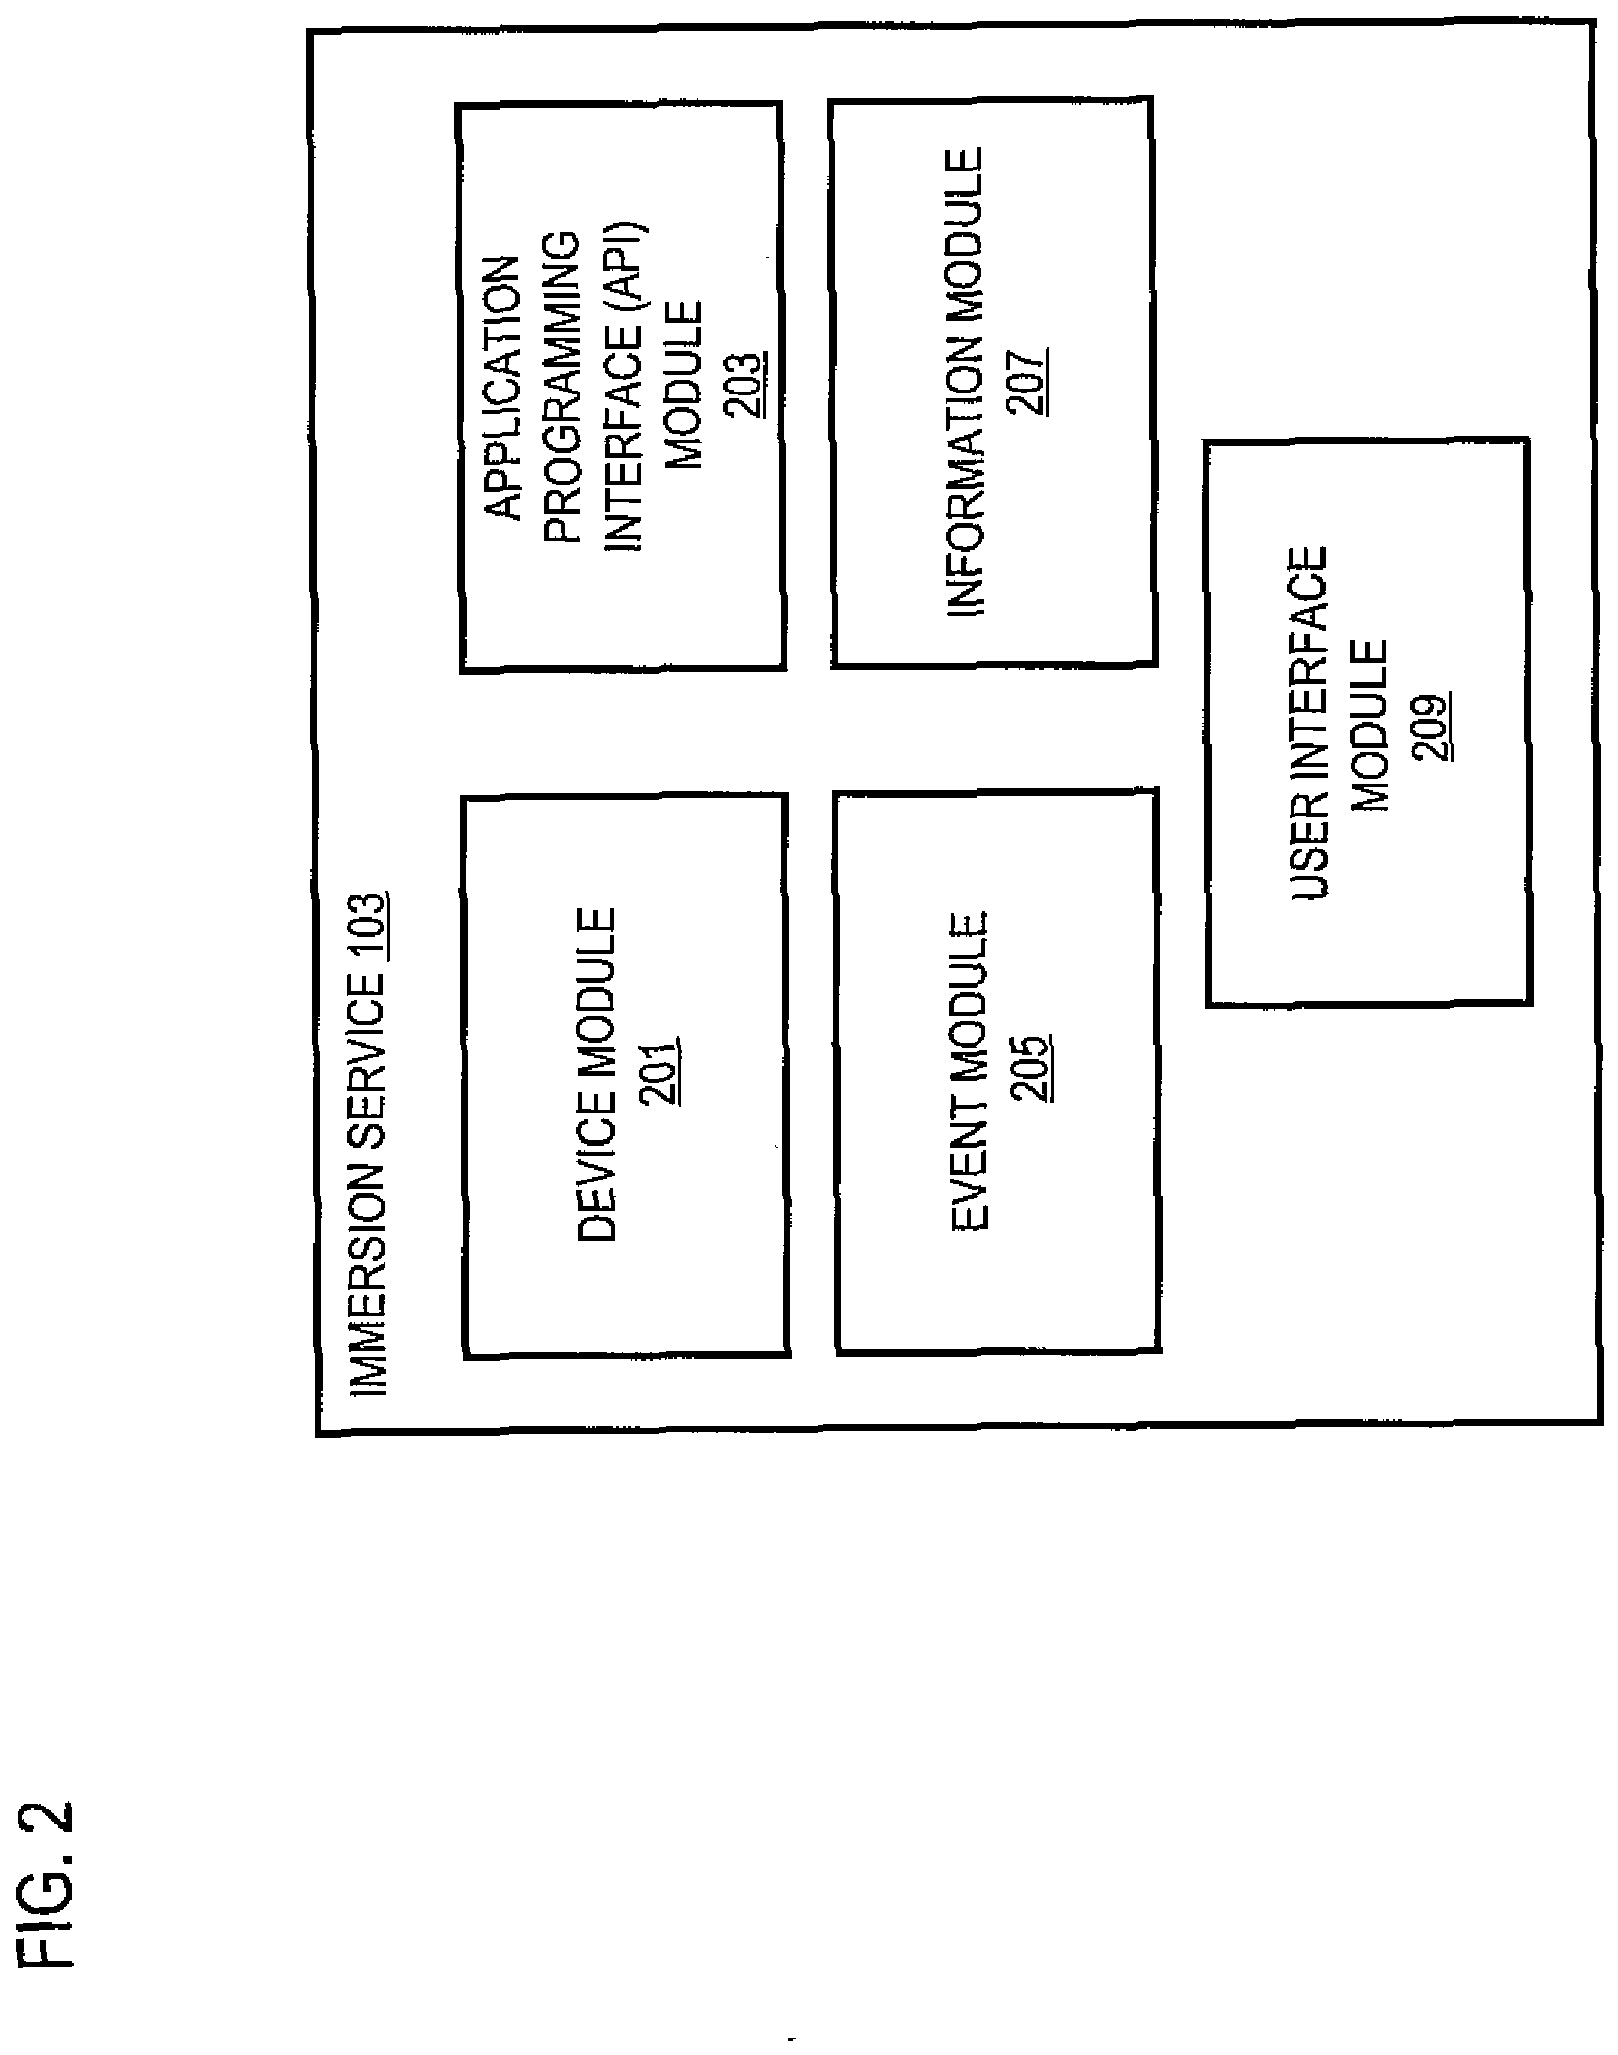 FIG. 2
IMMERSION SERVICE 103
DEVICE MODULE
201
APPLICATION
PROGRAMMING
INTERFACE (API)
MODULE
203
EVENT MODULE
205
INFORMATION MODULE
207
USER INTERFACE
MODULE
209